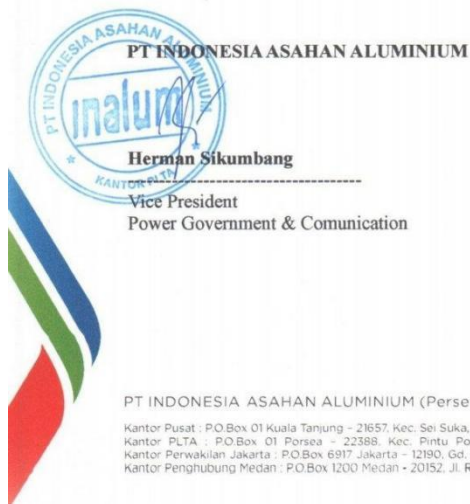 PT INDONESIA ASAHAN ALUMINIUM
inalum
KANTOR PLTA
PT INDONESIA ASAHAN ALUMINIUM
Herman Sikumbang
Vice President
Power Government & Comunication
PT INDONESIA ASAHAN ALUMINIUM (Perse
Kantor Pusat : P.O.Box 01 Kuala Tanjung - 21657, Kec. Sei Suka,
Kantor PLTA : P.O.Box 01 Porsea - 22388, Kec. Pintu Po
Kantor Perwakilan Jakarta : P.O.Box 6917 Jakarta - 12190, Gd.
Kantor Penghubung Medan : P.O.Box 1200 Medan - 20152, Jl. R